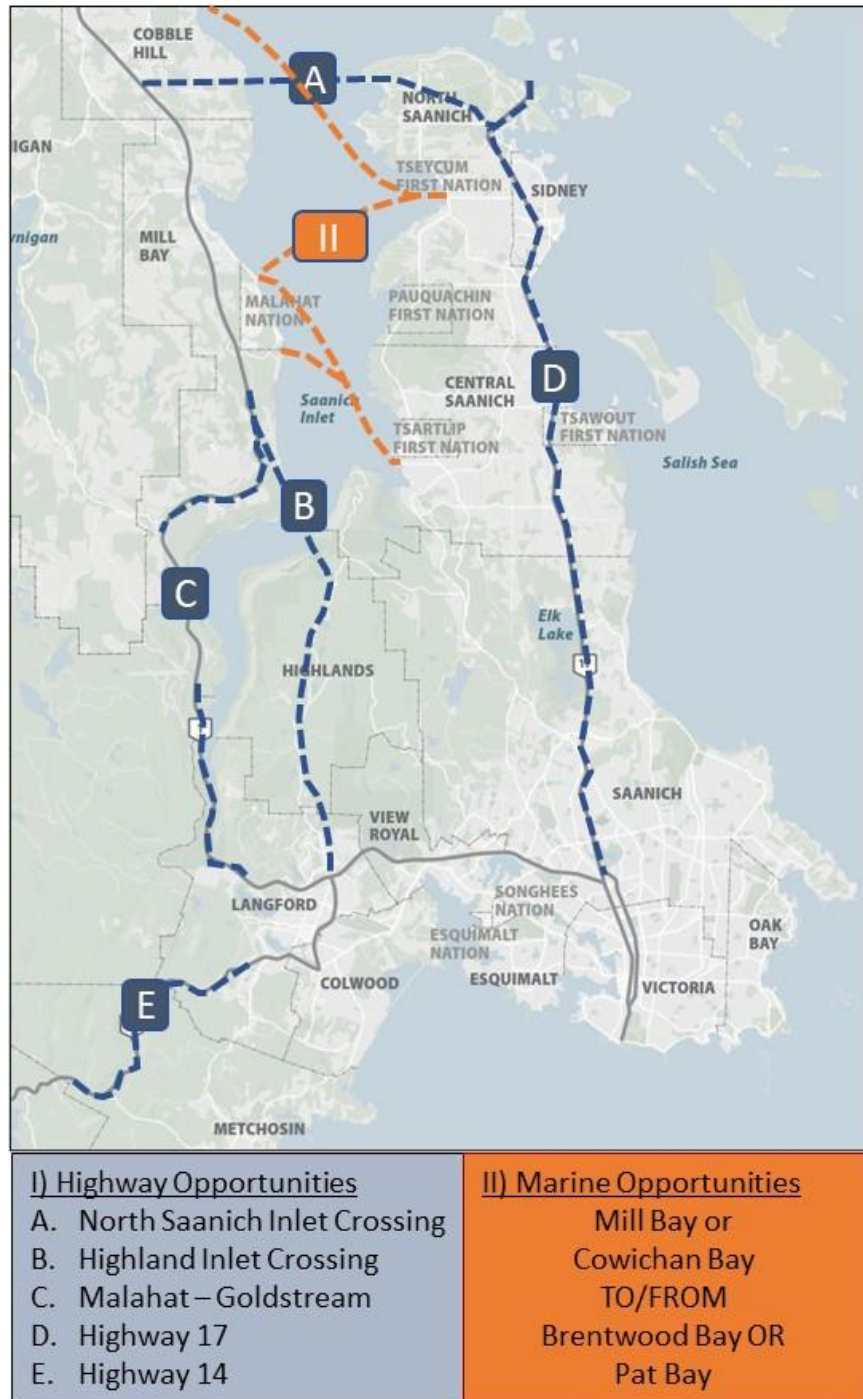 COBBLE
HILL
A
NORTH
SAANICH
NIGAN
TSEYCUM
FIRST NATION
SIDNEY
MILL
BAY
wnigan
II
MALAHAT
NATION
PAUQUACHIN
FIRST NATION
D
CENTRAL
SAANICH
Saanich
Inlet
TSAWOUT
FIRST NATION
TSARTLIP
FIRST NATION
Salish Sea
B
C
Elk
Lake
HIGHLANDS
SAANICH
VIEW
ROYAL
LANGFORD
SONGHEES
NATION
OAK
BAY
ESQUIMALT
NATION
ESQUIMALT
COLWOOD
VICTORIA
E
METCHOSIN
I) Highway Opportunities
A. North Saanich Inlet Crossing
B. Highland Inlet Crossing
C. Malahat – Goldstream
D. Highway 17
E. Highway 14
II) Marine Opportunities
Mill Bay or
Cowichan Bay
TO/FROM
Brentwood Bay OR
Pat Bay